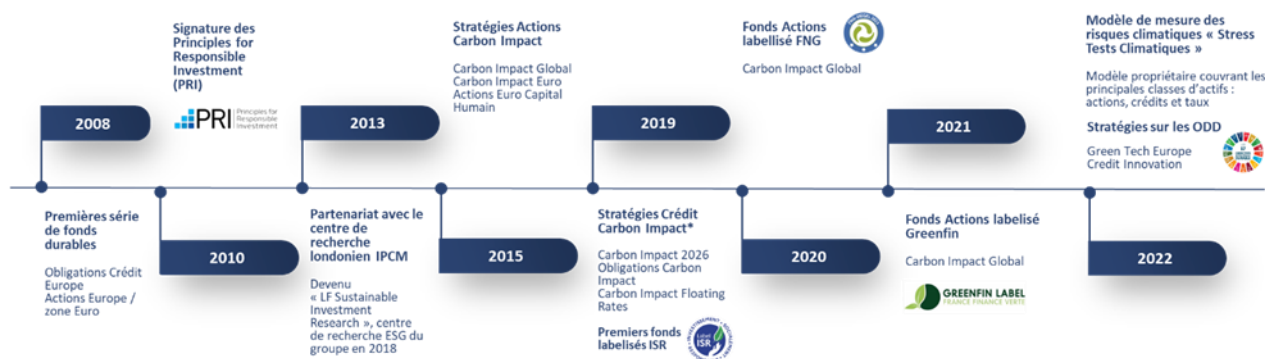 2008
Premières série
de fonds
durables
Obligations Crédit
Europe
Actions Europe /
zone Euro
Signature des
Principles for
Responsible
Investment
(PRI)
PRI
Principles for
Responsible
Investment
2010
2013
Partenariat avec le
centre de
recherche
londonien IPCM
Devenu
« LF Sustainable
Investment
Research », centre
de recherche ESG du
groupe en 2018
Stratégies Actions
Carbon Impact
Carbon Impact Global
Carbon Impact Euro
Actions Euro Capital
Humain
2015
2019
Stratégies Crédit
Carbon Impact*
Carbon Impact 2026
Obligations Carbon
Impact
Carbon Impact Floating
Rates
Premiers fonds
labelisés ISR
Label
ISR
Fonds Actions
labellisé FNG
Carbon Impact Global
2020
2021
Fonds Actions labelisé
Greenfin
Carbon Impact Global
GREENFIN LABEL
FRANCE FINANCE VERTE
Modèle de mesure des
risques climatiques « Stress
Tests Climatiques »
Modèle propriétaire couvrant les
principales classes d'actifs :
actions, crédits et taux
Stratégies sur les ODD
Green Tech Europe
Credit Innovation
2022